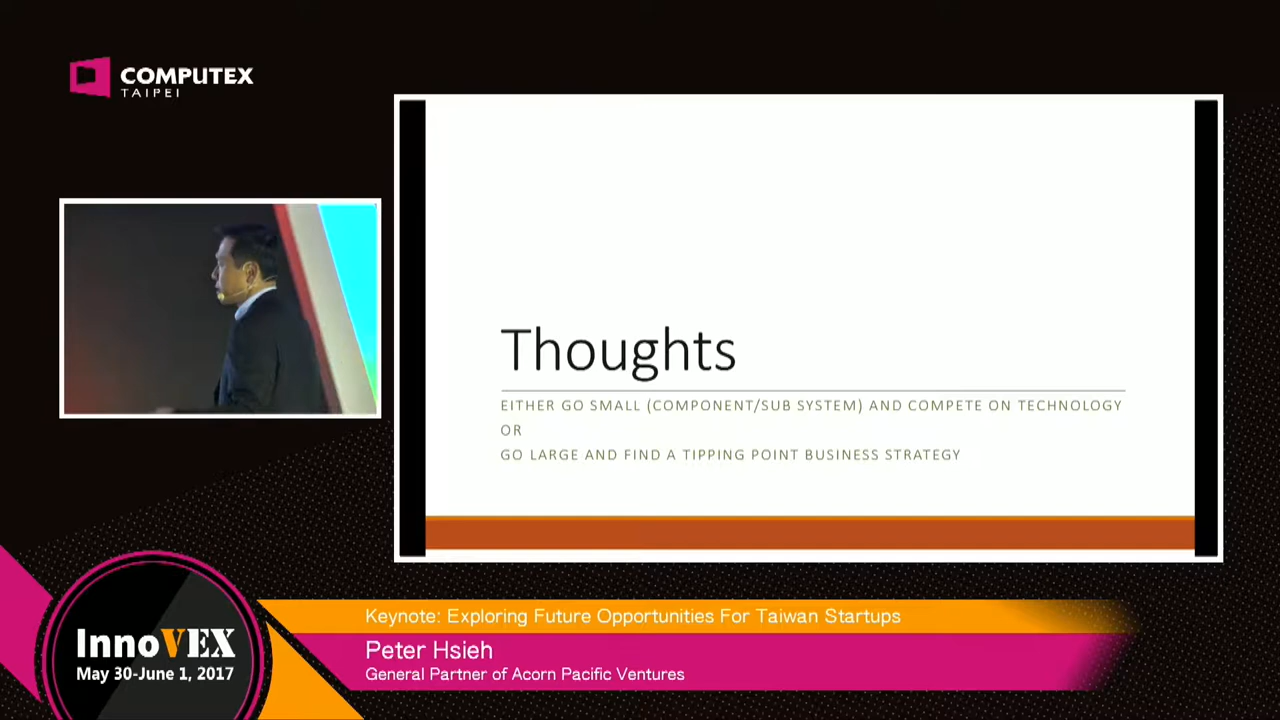 COMPUTEX
TAIPEI
Thoughts
EITHER GO SMALL (COMPONENT/SUB SYSTEM) AND COMPETE ON TECHNOLOGY
OR
GO LARGE AND FIND A TIPPING POINT BUSINESS STRATEGY
InnoVEX
May 30-June 1, 2017
Keynote: Exploring Future Opportunities For Taiwan Startups
Peter Hsieh
General Partner of Acorn Pacific Ventures